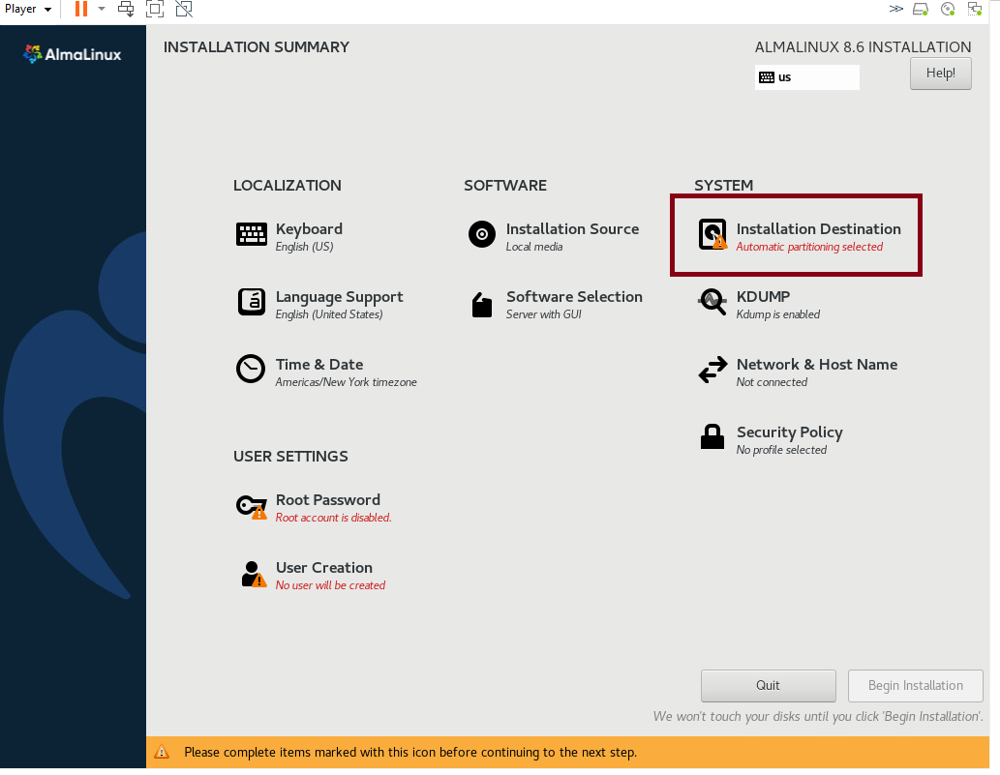 Player
AlmaLinux
INSTALLATION SUMMARY
ALMALINUX 8.6 INSTALLATION
us
Help!
LOCALIZATION
Keyboard
English (US)
Language Support
English (United States)
Time & Date
Americas/New York timezone
SOFTWARE
Installation Source
Local media
Software Selection
Server with GUI
SYSTEM
Installation Destination
Automatic partitioning selected
KDUMP
Kdump is enabled
Network & Host Name
Not connected
Security Policy
No profile selected
USER SETTINGS
Root Password
Root account is disabled.
User Creation
No user will be created
Quit
Begin Installation
We won't touch your disks until you click 'Begin Installation'.
Please complete items marked with this icon before continuing to the next step.